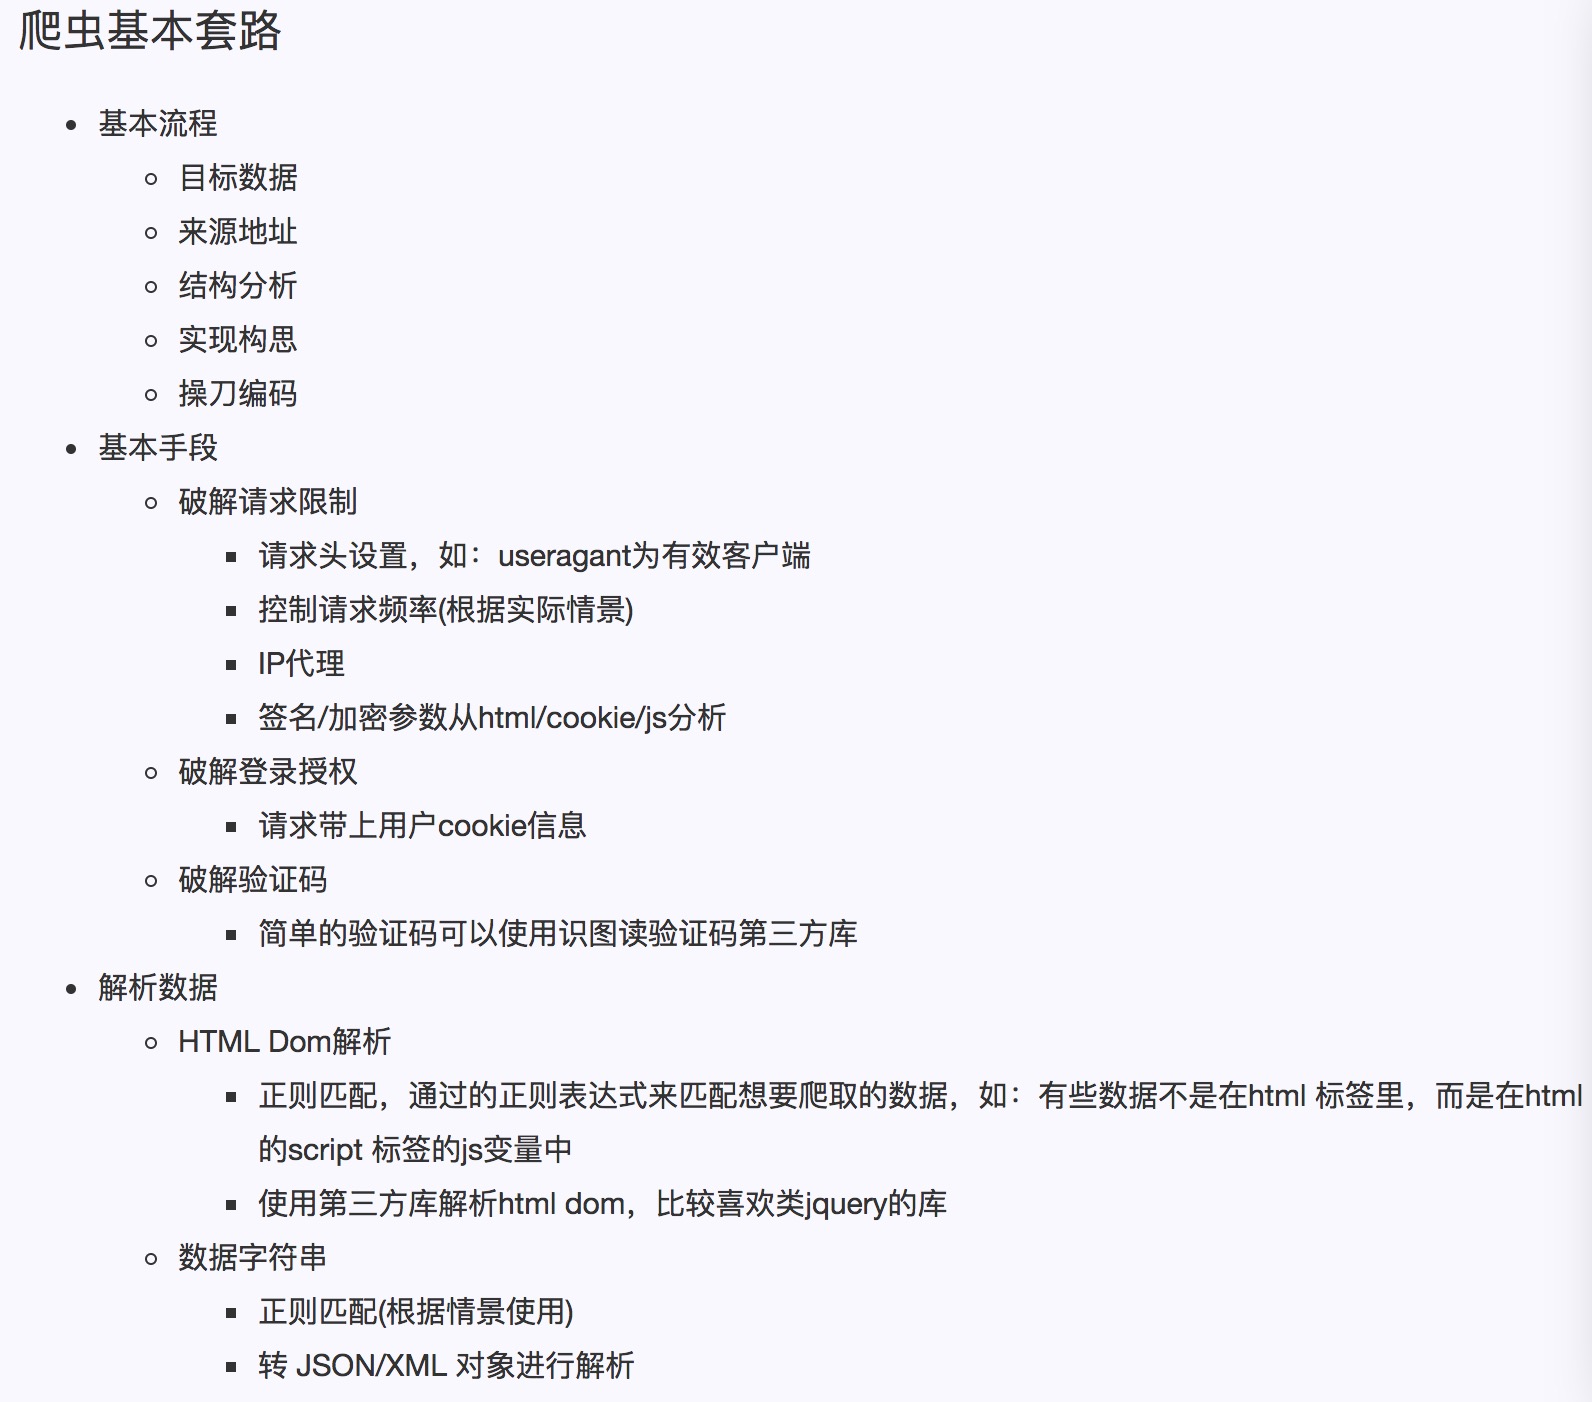 爬虫基本套路
基本流程
目标数据
来源地址
结构分析
实现构思
操刀编码
基本手段
破解请求限制
请求头设置，如：useragant为有效客户端
控制请求频率(根据实际情景)
IP代理
签名/加密参数从html/cookie/js分析
破解登录授权
请求带上用户cookie信息
破解验证码
简单的验证码可以使用识图读验证码第三方库
解析数据
HTML Dom解析
正则匹配，通过的正则表达式来匹配想要爬取的数据，如：有些数据不是在html 标签里，而是在html
的script 标签的js变量中
使用第三方库解析html dom，比较喜欢类jquery的库
数据字符串
正则匹配(根据情景使用)
转 JSON/XML 对象进行解析